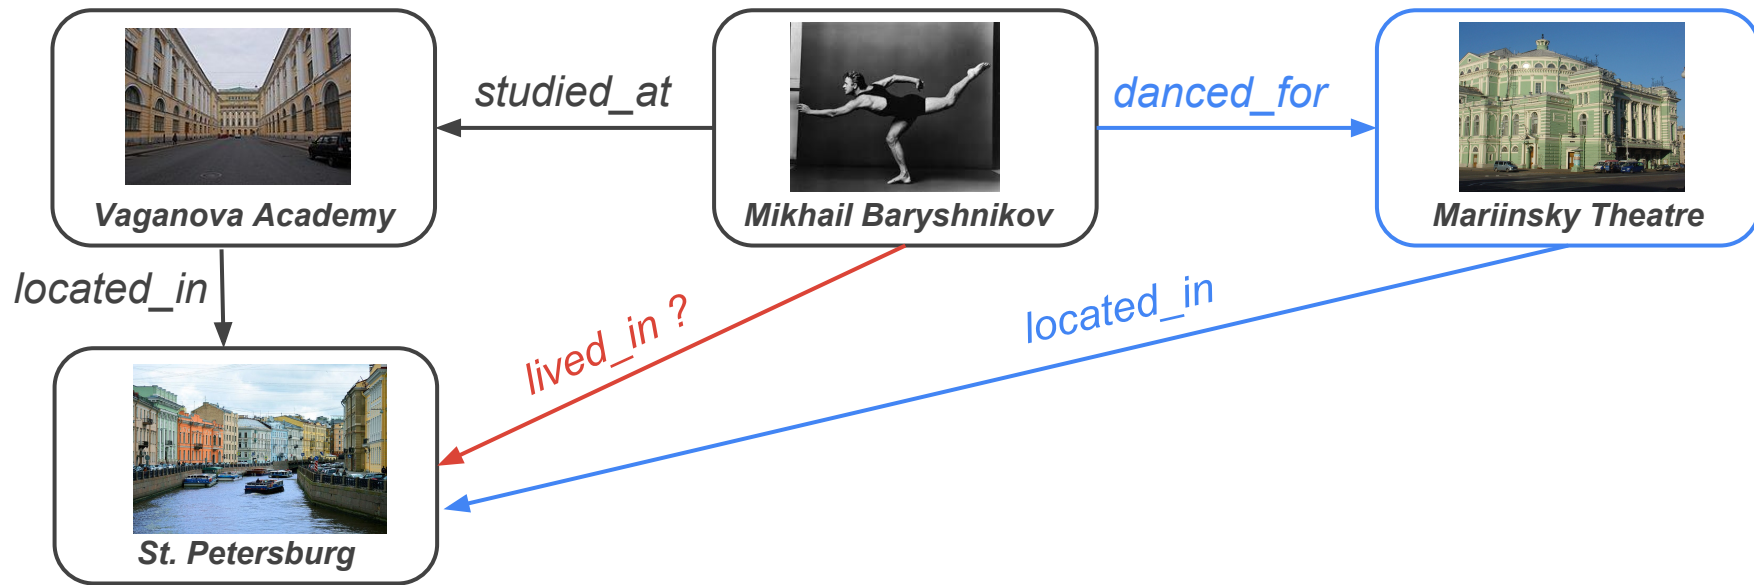 studied_at
danced_for
Vaganova Academy
Mikhail Baryshnikov
Mariinsky Theatre
located_in
lived_in ?
located_in
St. Petersburg